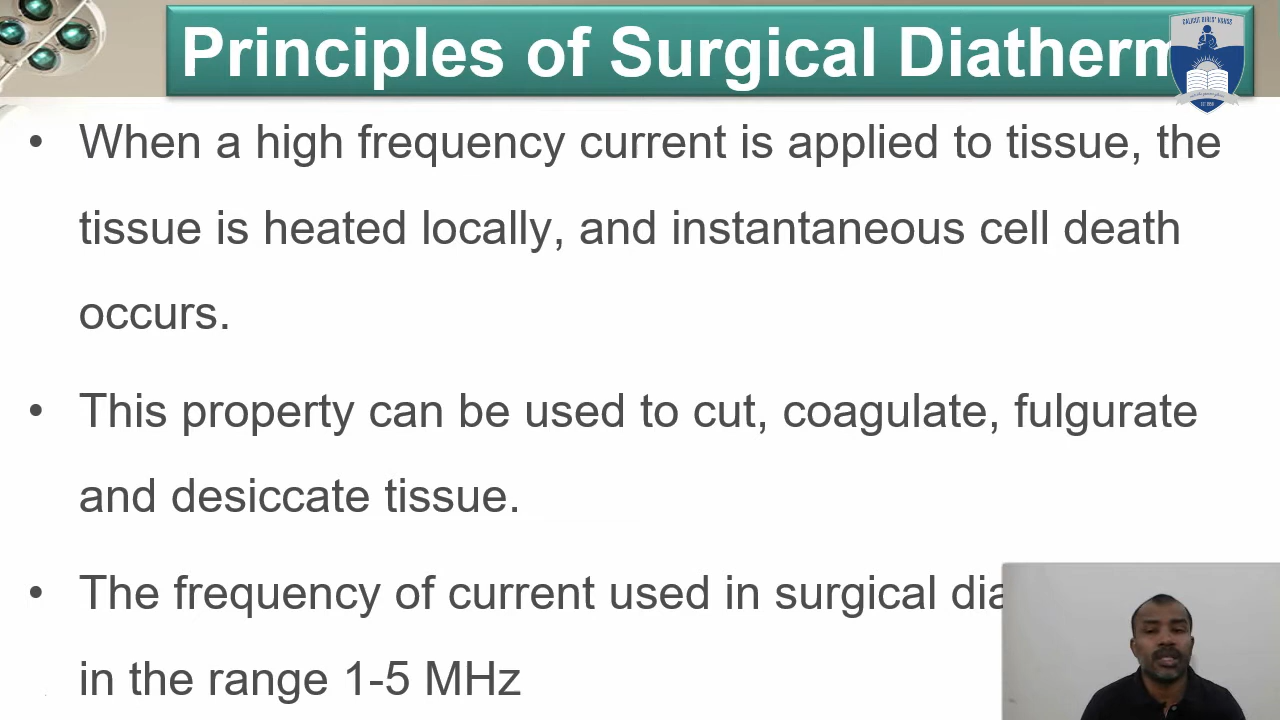 Principles of Surgical Diatherm
• When a high frequency current is applied to tissue, the
tissue is heated locally, and instantaneous cell death
occurs.
• This property can be used to cut, coagulate, fulgurate
and desiccate tissue.
• The frequency of current used in surgical dia
in the range 1-5 MHz